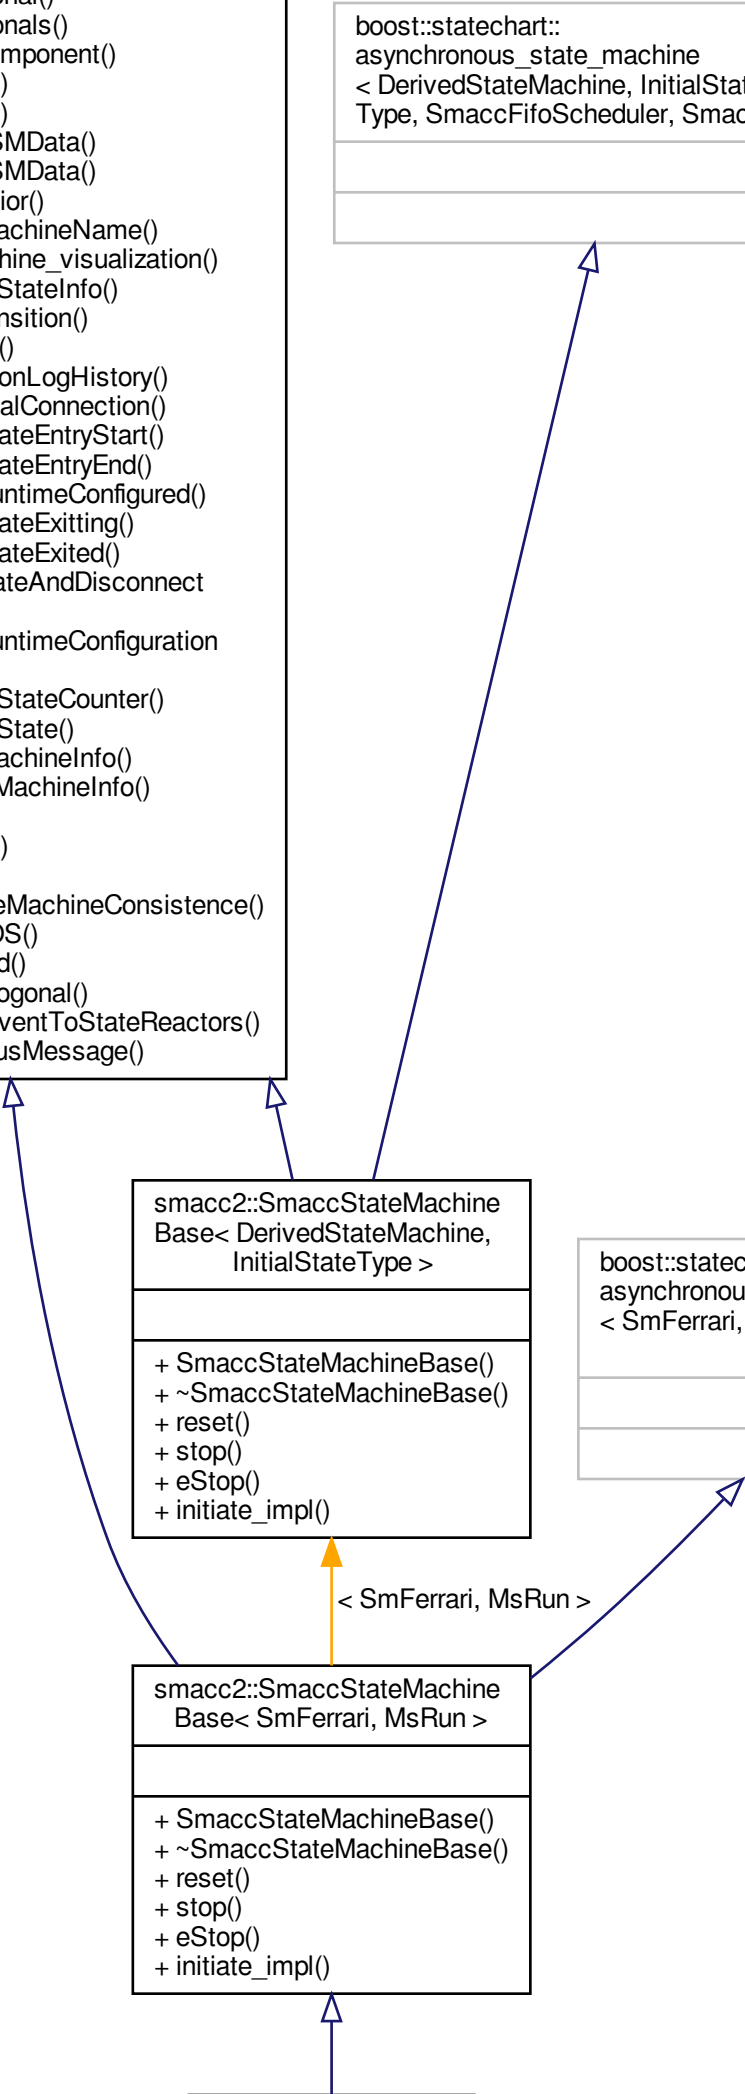 onals()
mponent()
)
)
SMData()
SMData()
ior()
achineName()
hine_visualization()
StateInfo()
nsition()
()
onLogHistory()
alConnection()
ateEntryStart()
ateEntryEnd()
untimeConfigured()
ateExitting()
ateExited()
ateAndDisconnect
untimeConfiguration
StateCounter()
State()
achineInfo()
MachineInfo()
)
eMachineConsistence()
OS()
d()
ogonal()
ventToStateReactors()
usMessage()
boost::statechart::
asynchronous_state_machine
< DerivedStateMachine, InitialStat
Type, SmaccFifoScheduler, Smac
smacc2::SmaccStateMachine
Base< DerivedStateMachine,
InitialStateType >
+ SmaccStateMachineBase()
+ ~SmaccStateMachineBase()
+ reset()
+ stop()
+ eStop()
+ initiate_impl()
boost::statec
asynchronou
< SmFerrari,
< SmFerrari, MsRun >
smacc2::SmaccStateMachine
Base< SmFerrari, MsRun >
+ SmaccStateMachineBase()
+ ~SmaccStateMachineBase()
+ reset()
+ stop()
+ eStop()
+ initiate_impl()